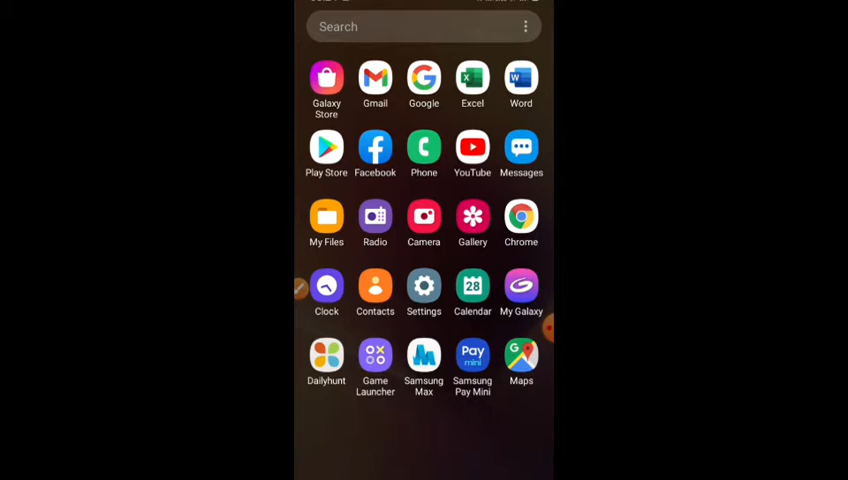 Search
Galaxy Store
Gmail
Google
Excel
Word
Play Store
Facebook
Phone
YouTube
Messages
My Files
Radio
Camera
Gallery
Chrome
Clock
Contacts
Settings
28
Calendar
My Galaxy
Dailyhunt
Game Launcher
Samsung Max
Pay mini
Samsung Pay Mini
Maps